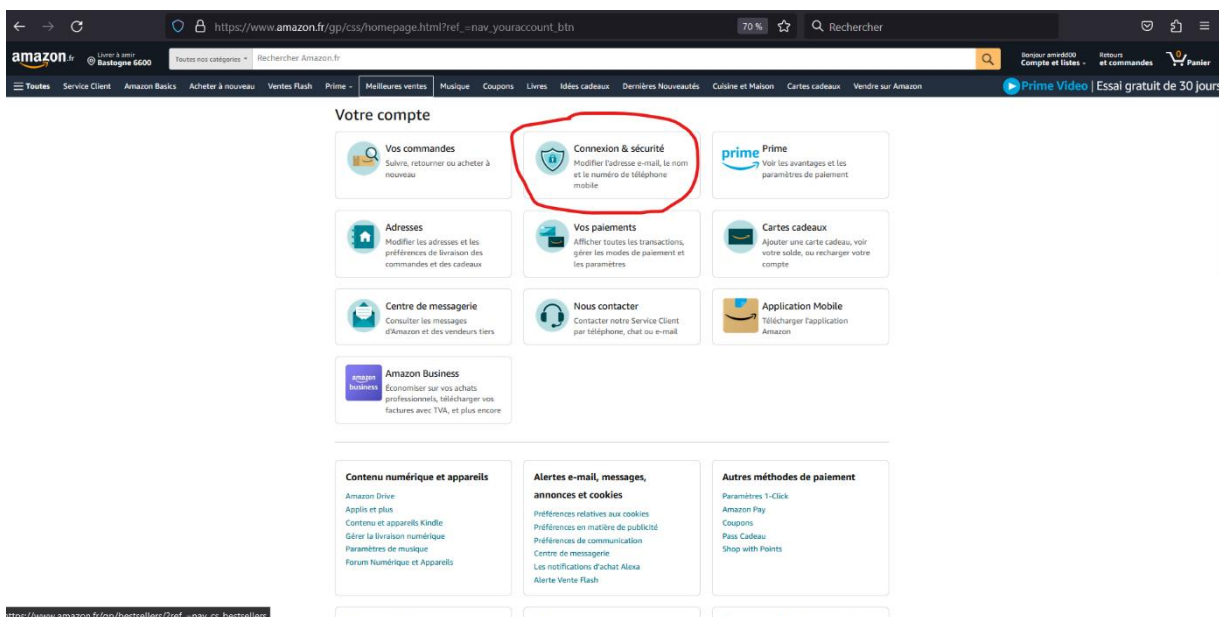 https://www.amazon.fr/gp/css/homepage.html?ref_=nav_youraccount_btn
70 %
Rechercher
amazon.fr
Livrer à amir
Bastogne 6600
Toutes nos catégories
Rechercher Amazon.fr
Bonjour amirdd00
Compte et listes
Retours
et commandes
0
Panier
Toutes Service Client Amazon Basics Acheter à nouveau Ventes Flash Prime Meilleures ventes Musique Coupons Livres Idées cadeaux Dernières Nouveautés Cuisine et Maison Cartes cadeaux Vendre sur Amazon
Prime Video | Essai gratuit de 30 jours
Votre compte
Vos commandes
Suivre, retourner ou acheter à
nouveau
Connexion & sécurité
Modifier l'adresse e-mail, le nom
et le numéro de téléphone
mobile
prime
Prime
Voir les avantages et les
paramètres de paiement
Adresses
Modifier les adresses et les
préférences de livraison des
commandes et des cadeaux
Vos paiements
Afficher toutes les transactions,
gérer les modes de paiement et
les paramètres
Cartes cadeaux
Ajouter une carte cadeau, voir
votre solde, ou recharger votre
compte
Centre de messagerie
Consulter les messages
d'Amazon et des vendeurs tiers
Nous contacter
Contacter notre Service Client
par téléphone, chat ou e-mail
Application Mobile
Télécharger l'application
Amazon
amazon
business
Amazon Business
Économiser sur vos achats
professionnels, télécharger vos
factures avec TVA, et plus encore
Contenu numérique et appareils
Amazon Drive
Applis et plus
Contenu et appareils Kindle
Gérer la livraison numérique
Paramètres de musique
Forum Numérique et Appareils
Alertes e-mail, messages,
annonces et cookies
Préférences relatives aux cookies
Préférences en matière de publicité
Préférences de communication
Centre de messagerie
Les notifications d'achat Alexa
Alerte Vente Flash
Autres méthodes de paiement
Paramètres 1-Click
Amazon Pay
Coupons
Pass Cadeau
Shop with Points
https://www.amazon.fr/gp/bestsellers/?ref_=nav_cs_bestsellers